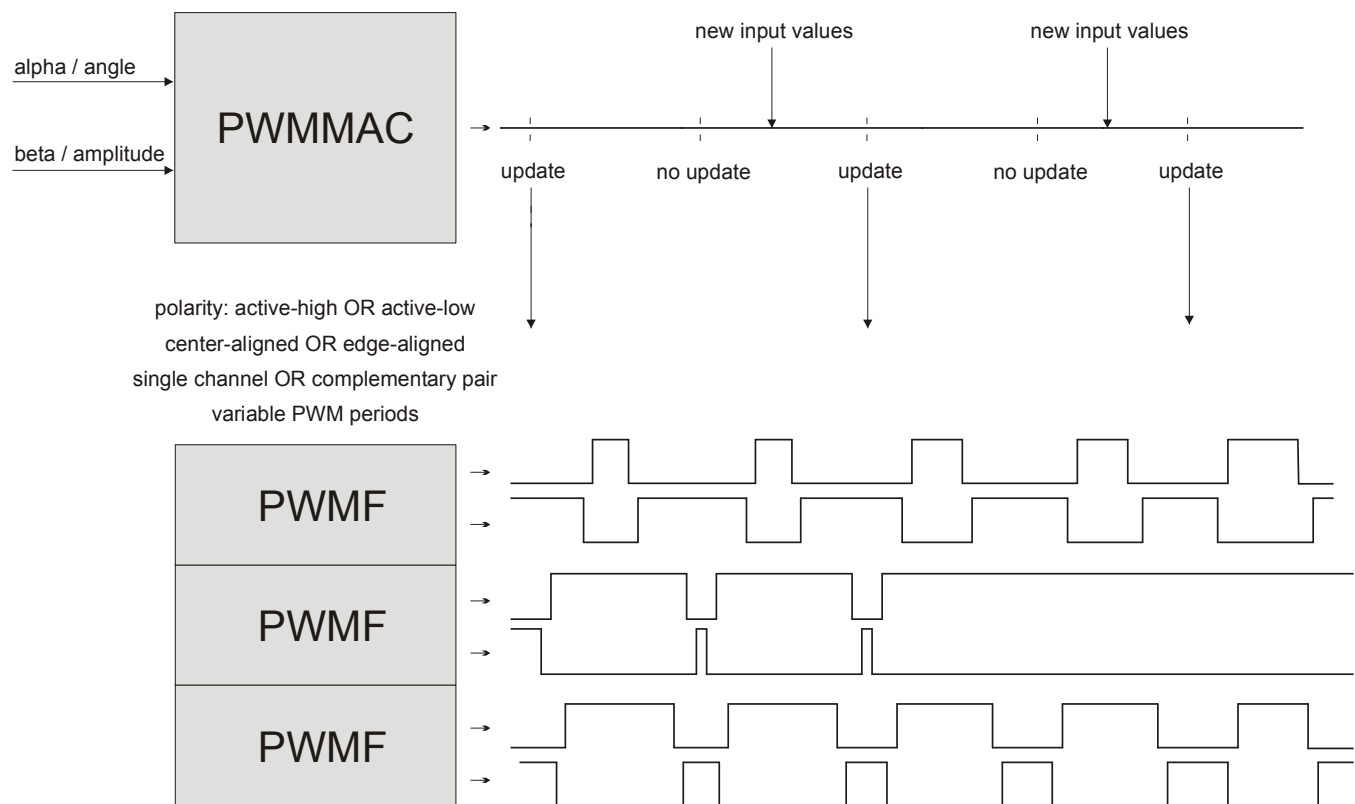 new input values
new input values
alpha / angle
PWMMAC
beta / amplitude
update
no update
update
no update
update
polarity: active-high OR active-low
center-aligned OR edge-aligned
single channel OR complementary pair
variable PWM periods
PWMF
PWMF
PWMF